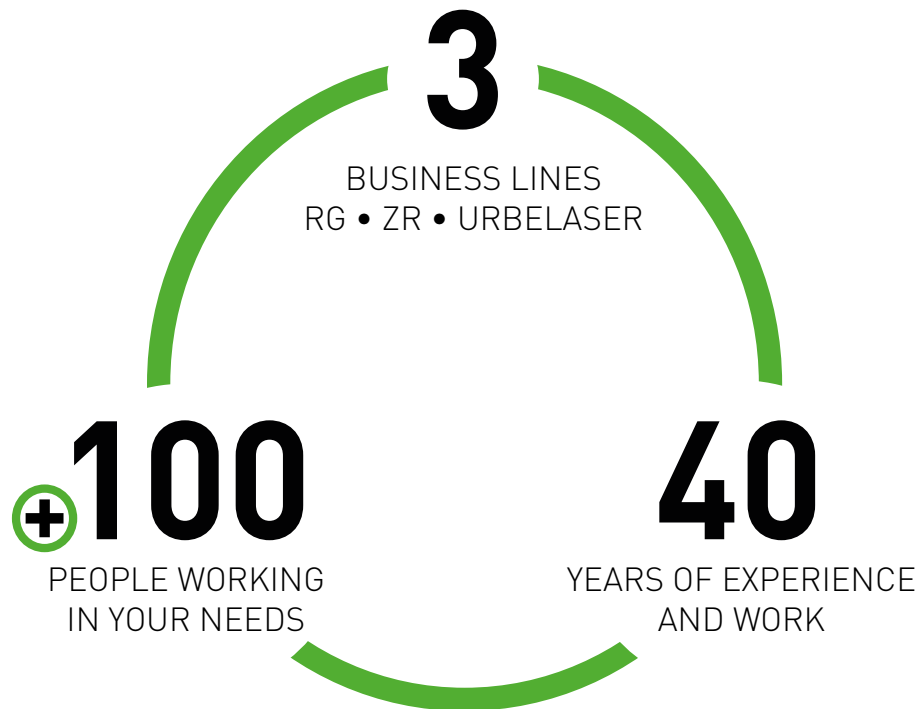 3
BUSINESS LINES
RG • ZR • URBELASER
+100
PEOPLE WORKING
IN YOUR NEEDS
40
YEARS OF EXPERIENCE
AND WORK